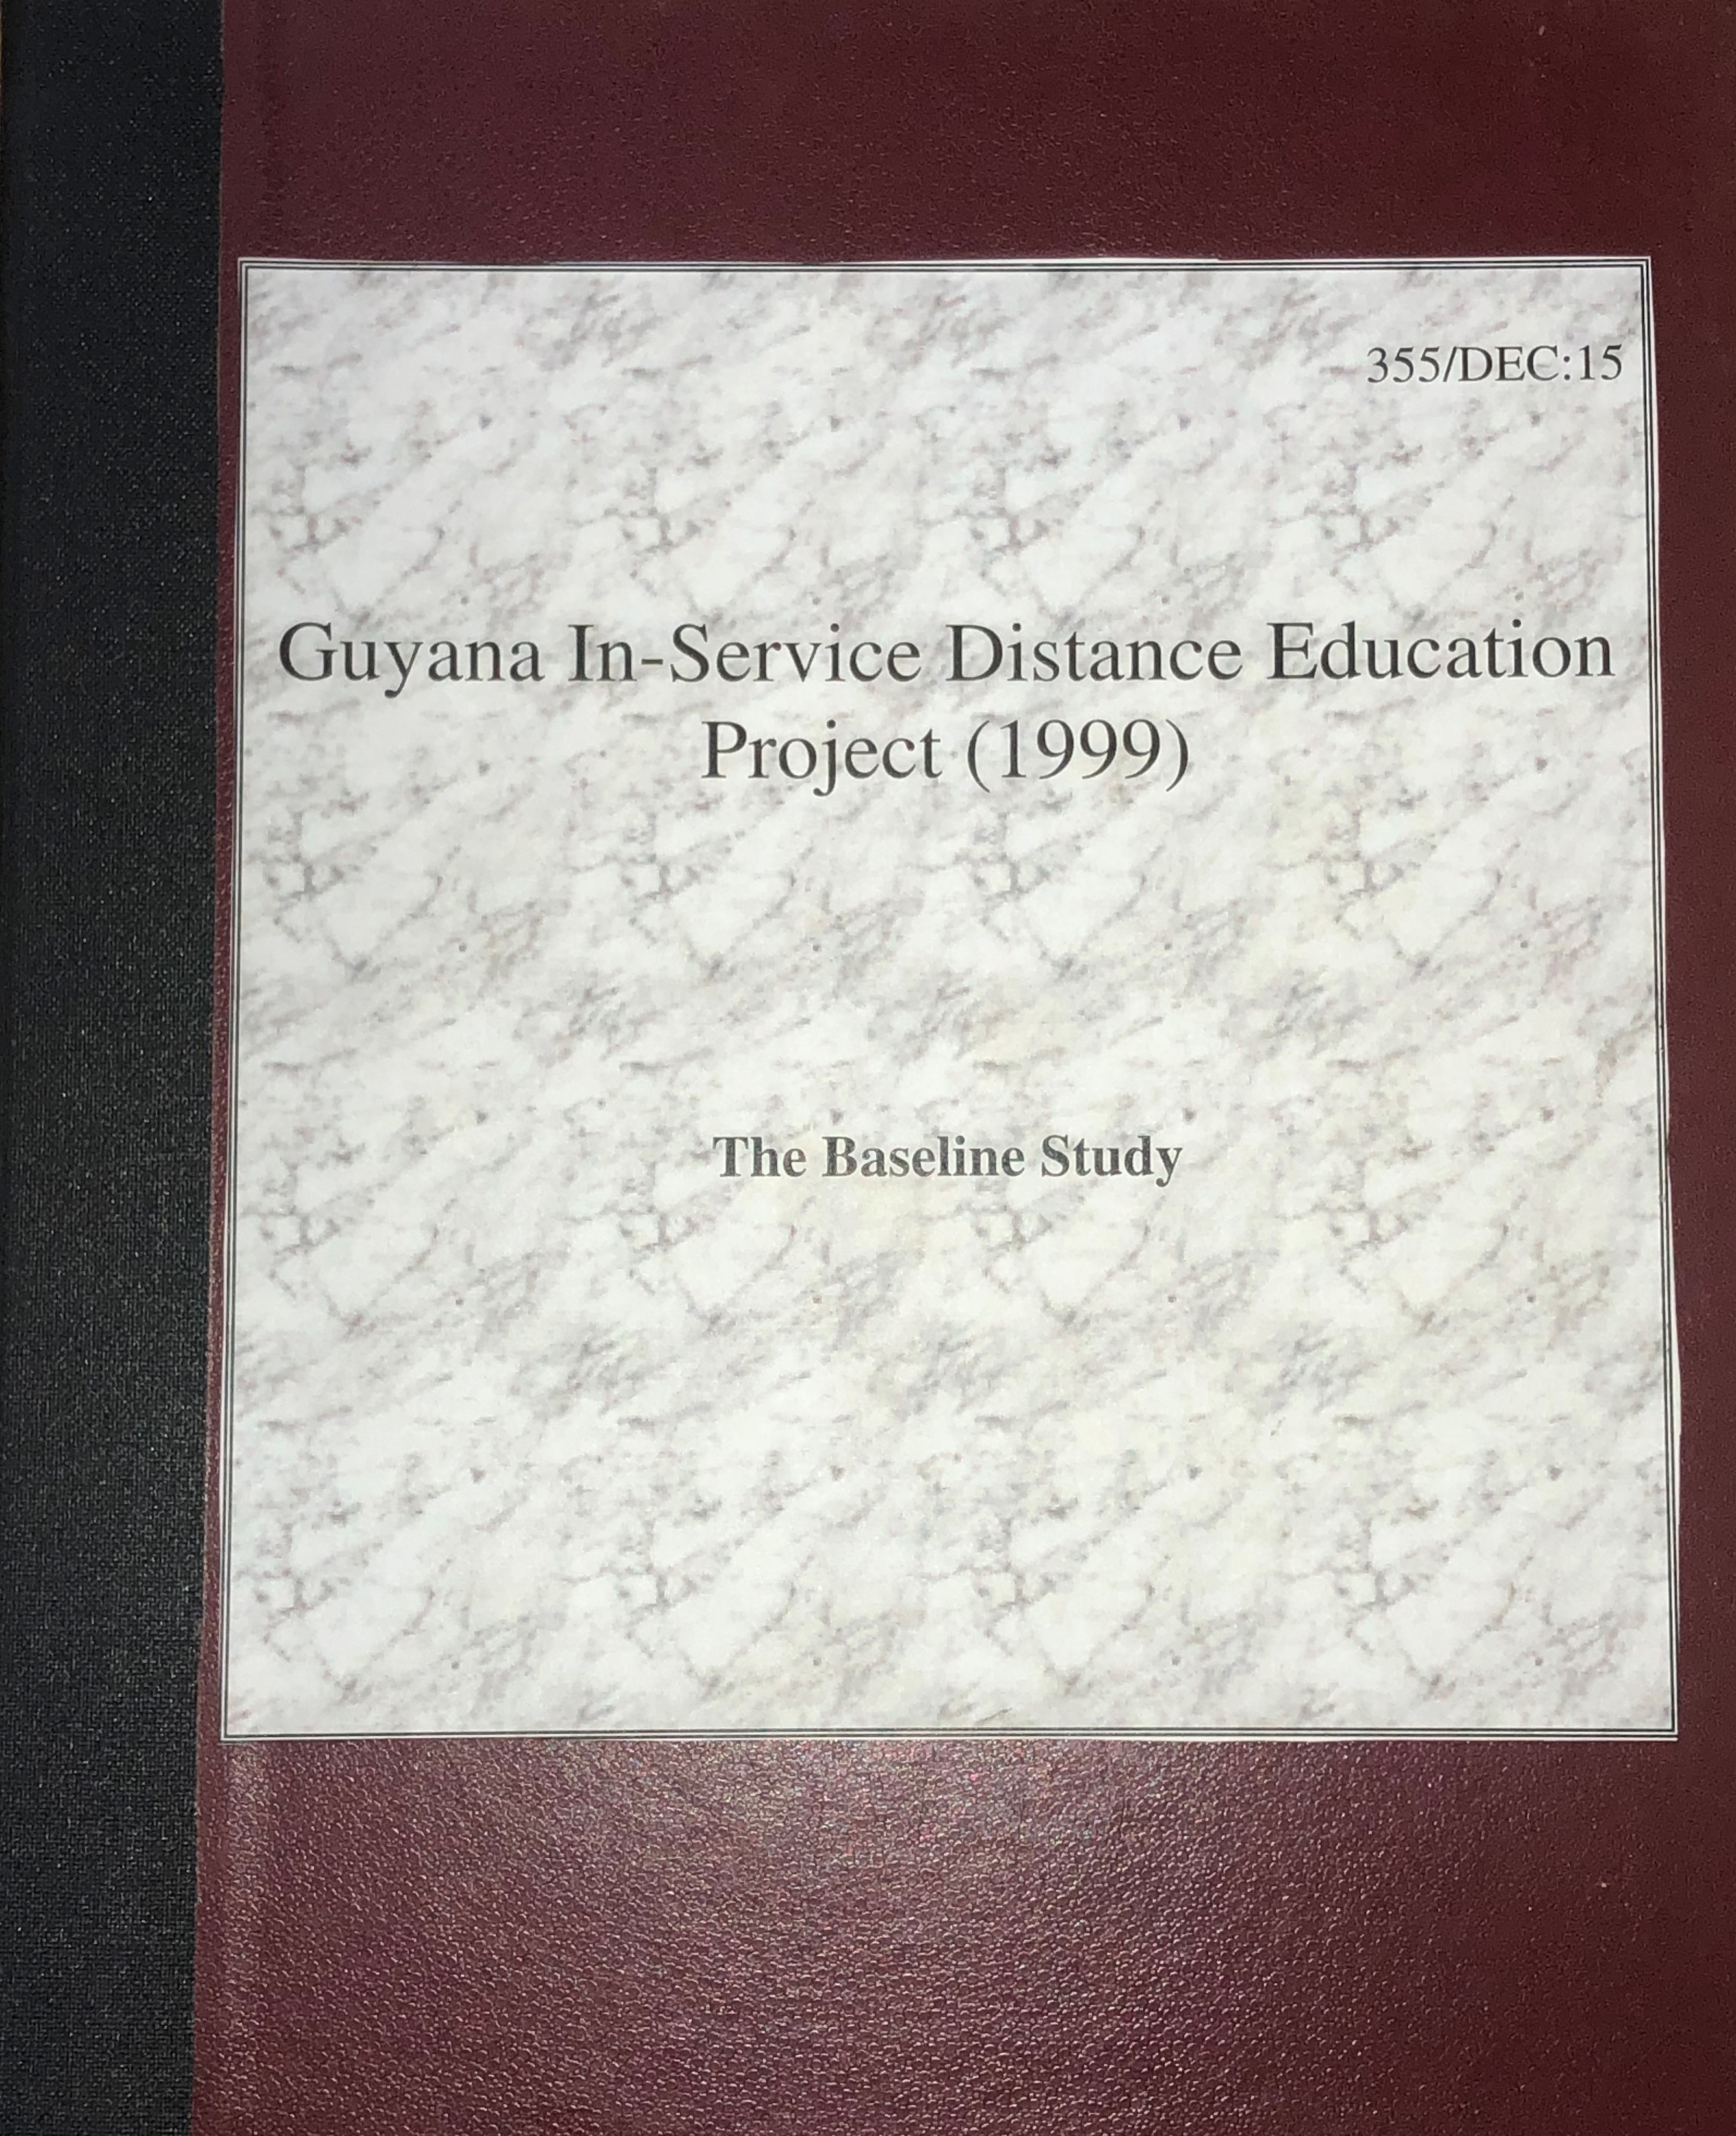 355/DEC:15
Guyana In-Service Distance Education
Project (1999)
The Baseline Study